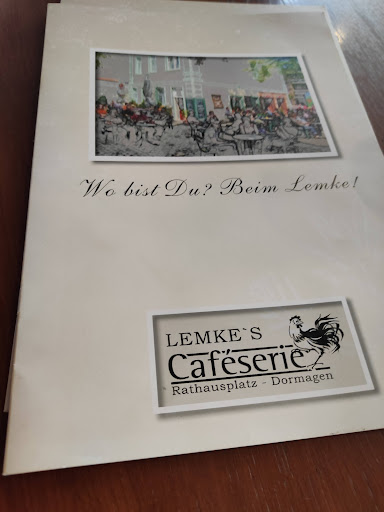 Wo bist Du? Beim Lemke!
LEMKE`S
Caféserie
Rathausplatz - Dormagen